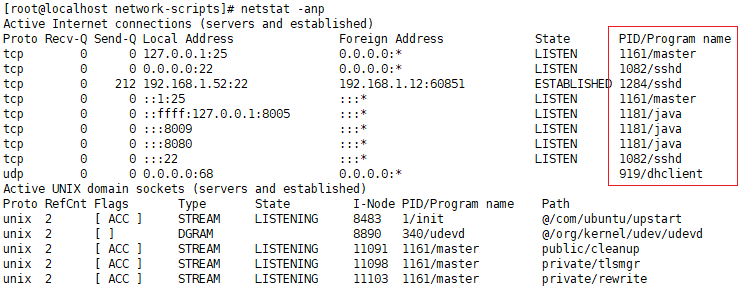 [root@localhost network-scripts]# netstat -anp
Active Internet connections (servers and established)
Proto Recv-Q Send-Q Local Address Foreign Address State PID/Program name
tcp 0 0 127.0.0.1:25 0.0.0.0:* LISTEN 1161/master
tcp 0 0 0.0.0.0:22 0.0.0.0:* LISTEN 1082/sshd
tcp 0 212 192.168.1.52:22 192.168.1.12:60851 ESTABLISHED 1284/sshd
tcp 0 0 ::1:25 :::* LISTEN 1161/master
tcp 0 0 ::ffff:127.0.0.1:8005 :::* LISTEN 1181/java
tcp 0 0 :::8009 :::* LISTEN 1181/java
tcp 0 0 :::8080 :::* LISTEN 1181/java
tcp 0 0 :::22 :::* LISTEN 1082/sshd
udp 0 0 0.0.0.0:68 0.0.0.0:* 919/dhclient
Active UNIX domain sockets (servers and established)
Proto RefCnt Flags Type State I-Node PID/Program name Path
unix 2 [ ACC ] STREAM LISTENING 8483 1/init @/com/ubuntu/upstart
unix 2 [ ] DGRAM 8890 340/udevd @/org/kernel/udev/udevd
unix 2 [ ACC ] STREAM LISTENING 11091 1161/master public/cleanup
unix 2 [ ACC ] STREAM LISTENING 11098 1161/master private/tlsmgr
unix 2 [ ACC ] STREAM LISTENING 11103 1161/master private/rewrite